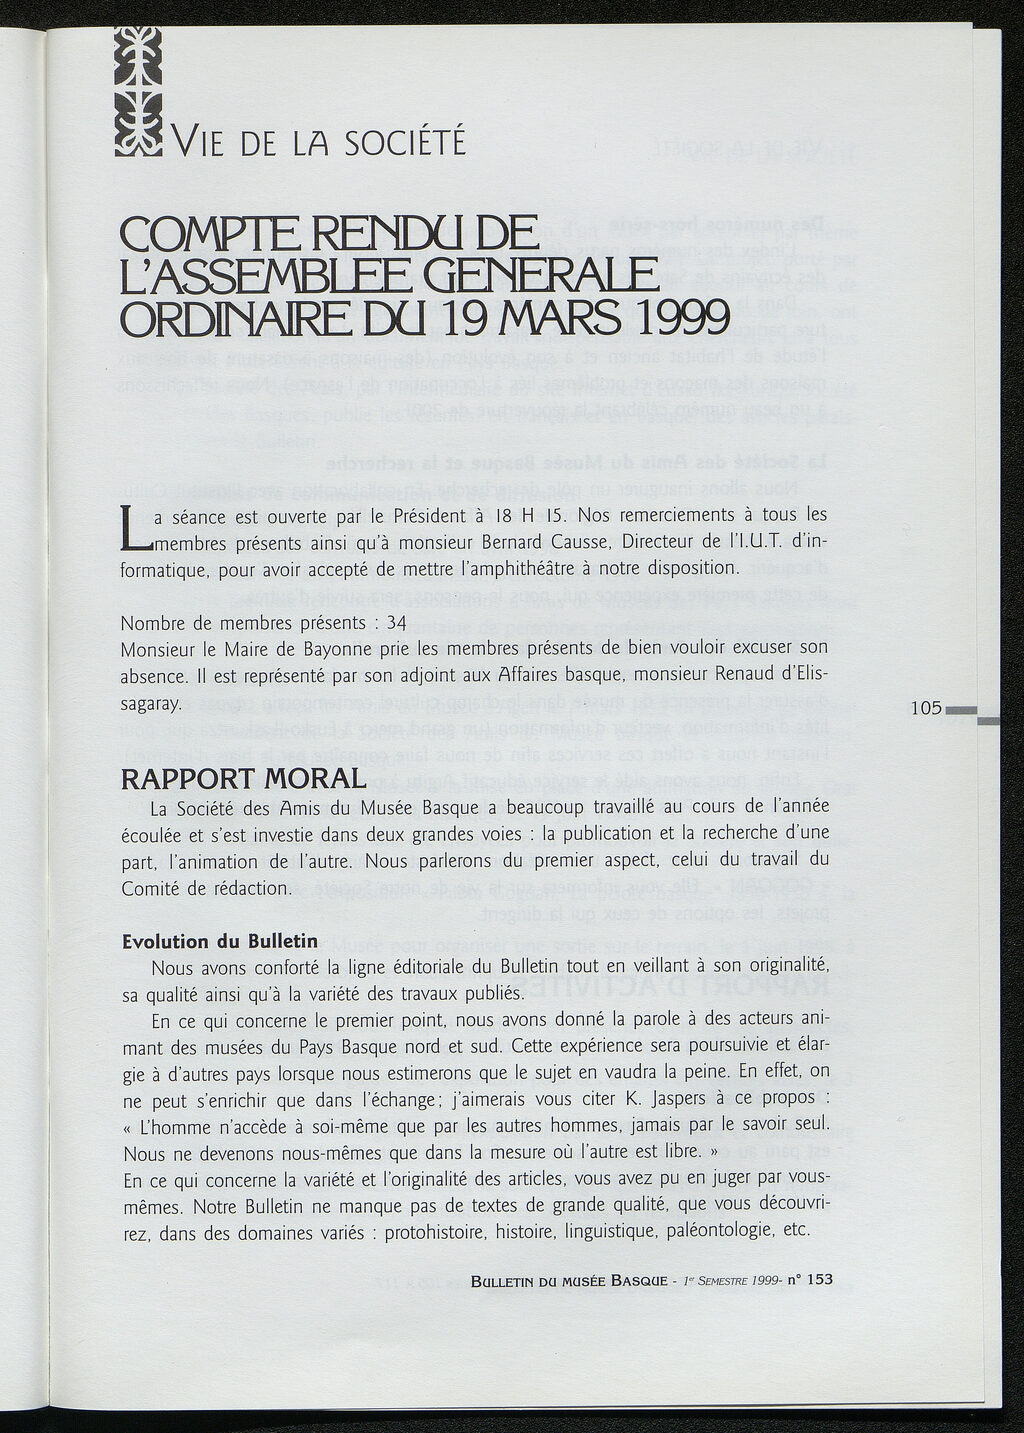 VIE DE LA SOCIÉTÉ
COMPTE RENDU DE
L'ASSEMBLEE GENERALE
ORDINAIRE DU 19 MARS 1999
La séance est ouverte par le Président à 18 H 15. Nos remerciements à tous les
membres présents ainsi qu'à monsieur Bernard Causse, Directeur de l'I.U.T. d'in-
formatique, pour avoir accepté de mettre l'amphithéâtre à notre disposition.
Nombre de membres présents : 34
Monsieur le Maire de Bayonne prie les membres présents de bien vouloir excuser son
absence. Il est représenté par son adjoint aux Affaires basque, monsieur Renaud d'Elis-
sagaray.
105
RAPPORT MORAL
La Société des Amis du Musée Basque a beaucoup travaillé au cours de l'année
écoulée et s'est investie dans deux grandes voies : la publication et la recherche d'une
part, l'animation de l'autre. Nous parlerons du premier aspect, celui du travail du
Comité de rédaction.
Evolution du Bulletin
Nous avons conforté la ligne éditoriale du Bulletin tout en veillant à son originalité,
sa qualité ainsi qu'à la variété des travaux publiés.
En ce qui concerne le premier point, nous avons donné la parole à des acteurs ani-
mant des musées du Pays Basque nord et sud. Cette expérience sera poursuivie et élar-
gie à d'autres pays lorsque nous estimerons que le sujet en vaudra la peine. En effet, on
ne peut s'enrichir que dans l'échange; j'aimerais vous citer K. Jaspers à ce propos :
« L'homme n'accède à soi-même que par les autres hommes, jamais par le savoir seul.
Nous ne devenons nous-mêmes que dans la mesure où l'autre est libre. »
En ce qui concerne la variété et l'originalité des articles, vous avez pu en juger par vous-
mêmes. Notre Bulletin ne manque pas de textes de grande qualité, que vous découvri-
rez, dans des domaines variés : protohistoire, histoire, linguistique, paléontologie, etc.
BULLETIN DU MUSÉE BASQUE - 1er SEMESTRE 1999- n° 153